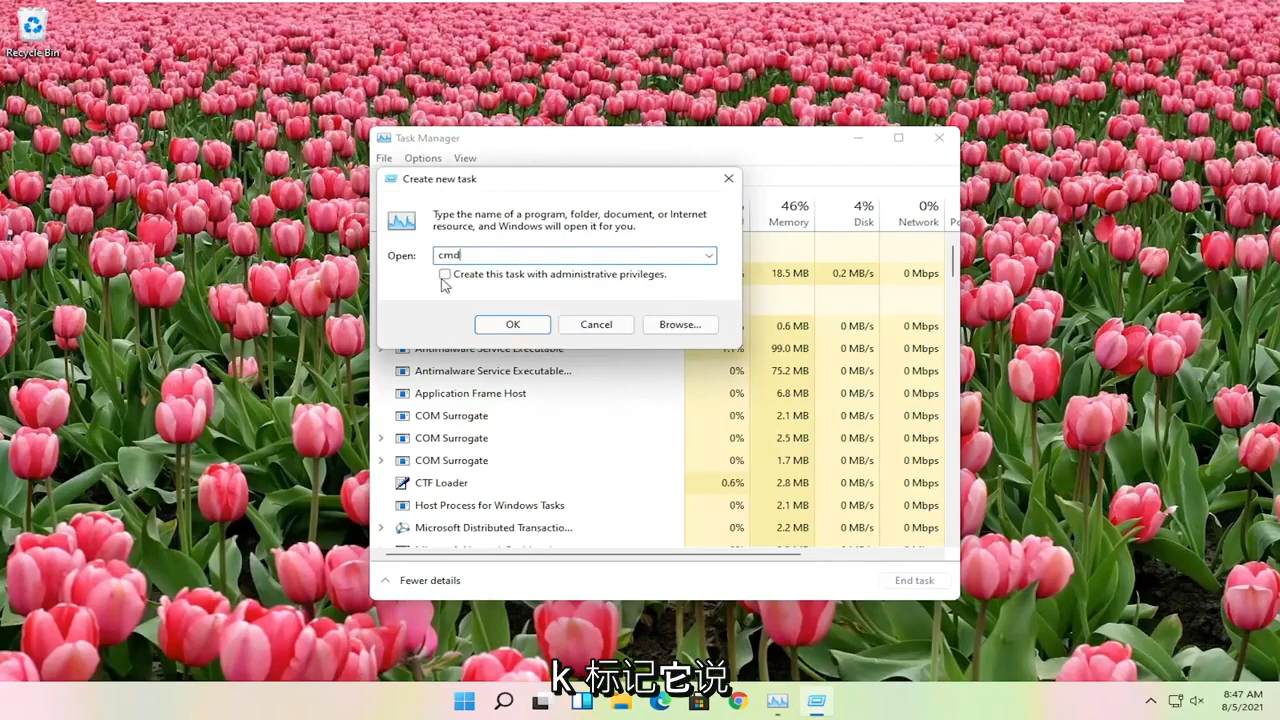 Recycle Bin
Task Manager
File Options View
Create new task
Type the name of a program, folder, document, or Internet
resource, and Windows will open it for you.
Open: cmd
Create this task with administrative privileges.
OK Cancel Browse...
46% 4% 0%
Memory Disk Network
18.5 MB 0.2 MB/s 0 Mbps
0.6 MB 0 MB/s 0 Mbps
Antimalware Service Executable 1.1% 99.0 MB 0 MB/s 0 Mbps
Antimalware Service Executable... 0% 75.2 MB 0 MB/s 0 Mbps
Application Frame Host 0% 6.8 MB 0 MB/s 0 Mbps
COM Surrogate 0% 2.1 MB 0 MB/s 0 Mbps
COM Surrogate 0% 2.5 MB 0 MB/s 0 Mbps
COM Surrogate 0% 1.7 MB 0 MB/s 0 Mbps
CTF Loader 0.6% 2.8 MB 0 MB/s 0 Mbps
Host Process for Windows Tasks 0% 2.1 MB 0 MB/s 0 Mbps
Microsoft Distributed Transactio... 0% 2.2 MB 0 MB/s 0 Mbps
Fewer details End task
k 标记它说
8:47 AM
8/5/2021